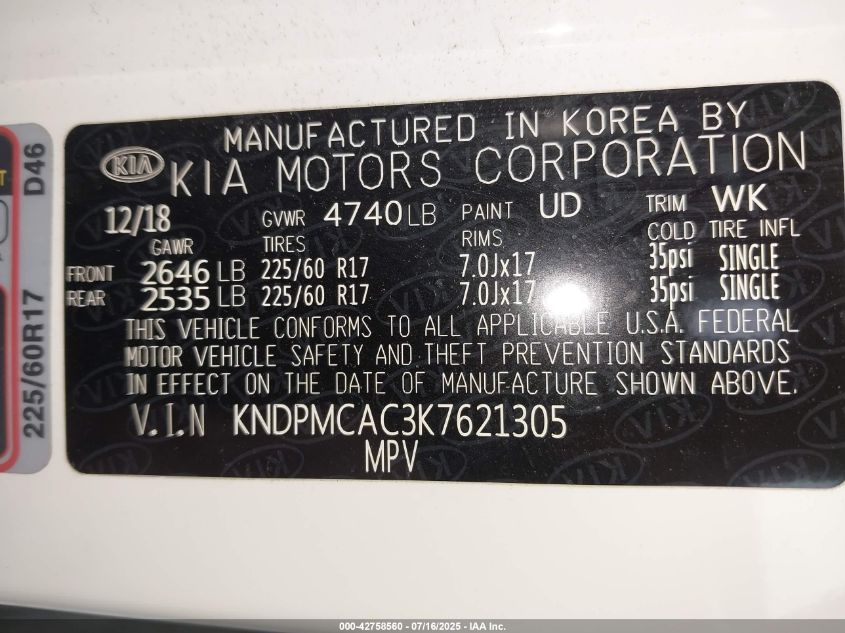 MANUFACTURED IN KOREA BY
KIA KIA MOTORS CORPORATION
12/18 GVWR 4740LB PAINT UD TRIM WK
GAWR TIRES RIMS COLD TIRE INFL
FRONT 2646 LB 225/60 R17 7.0Jx17 35psi SINGLE
REAR 2535 LB 225/60 R17 7.0Jx17 35psi SINGLE
THIS VEHICLE CONFORMS TO ALL APPLICABLE U.S.A. FEDERAL
MOTOR VEHICLE SAFETY AND THEFT PREVENTION STANDARDS
IN EFFECT ON THE DATE OF MANUFACTURE SHOWN ABOVE.
V.I.N KNDPMCAC3K7621305
MPV
225/60R17 D46
000-42758560 - 07/16/2025 - IAA Inc.